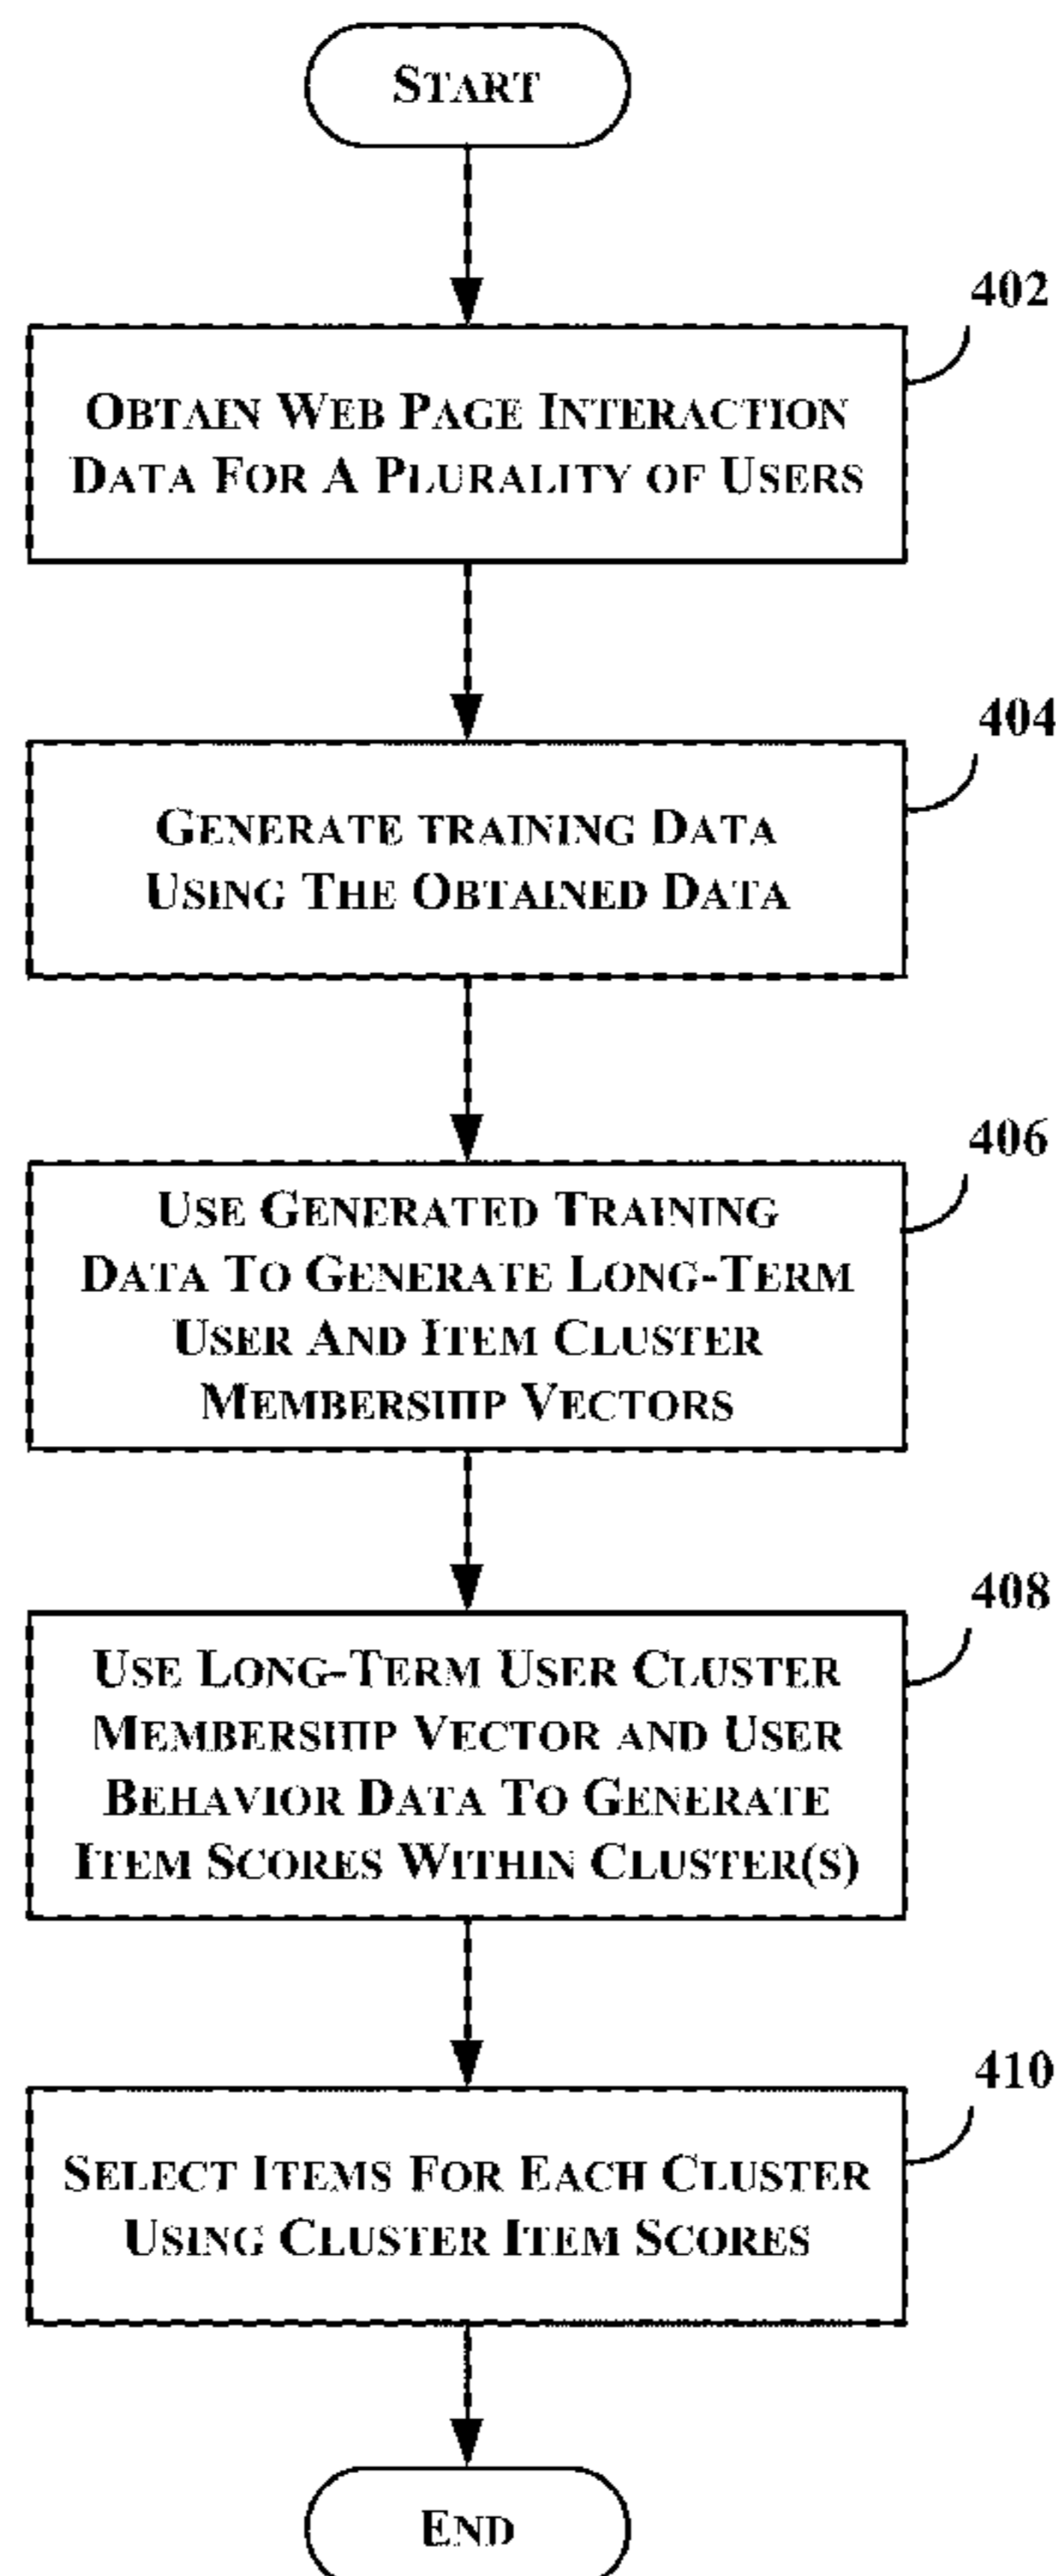 START
402
OBTAIN WEB PAGE INTERACTION
DATA FOR A PLURALITY OF USERS
404
GENERATE TRAINING DATA
USING THE OBTAINED DATA
406
USE GENERATED TRAINING
DATA TO GENERATE LONG-TERM
USER AND ITEM CLUSTER
MEMBERSHIP VECTORS
408
USE LONG-TERM USER CLUSTER
MEMBERSHIP VECTOR AND USER
BEHAVIOR DATA TO GENERATE
ITEM SCORES WITHIN CLUSTER(S)
410
SELECT ITEMS FOR EACH CLUSTER
USING CLUSTER ITEM SCORES
END